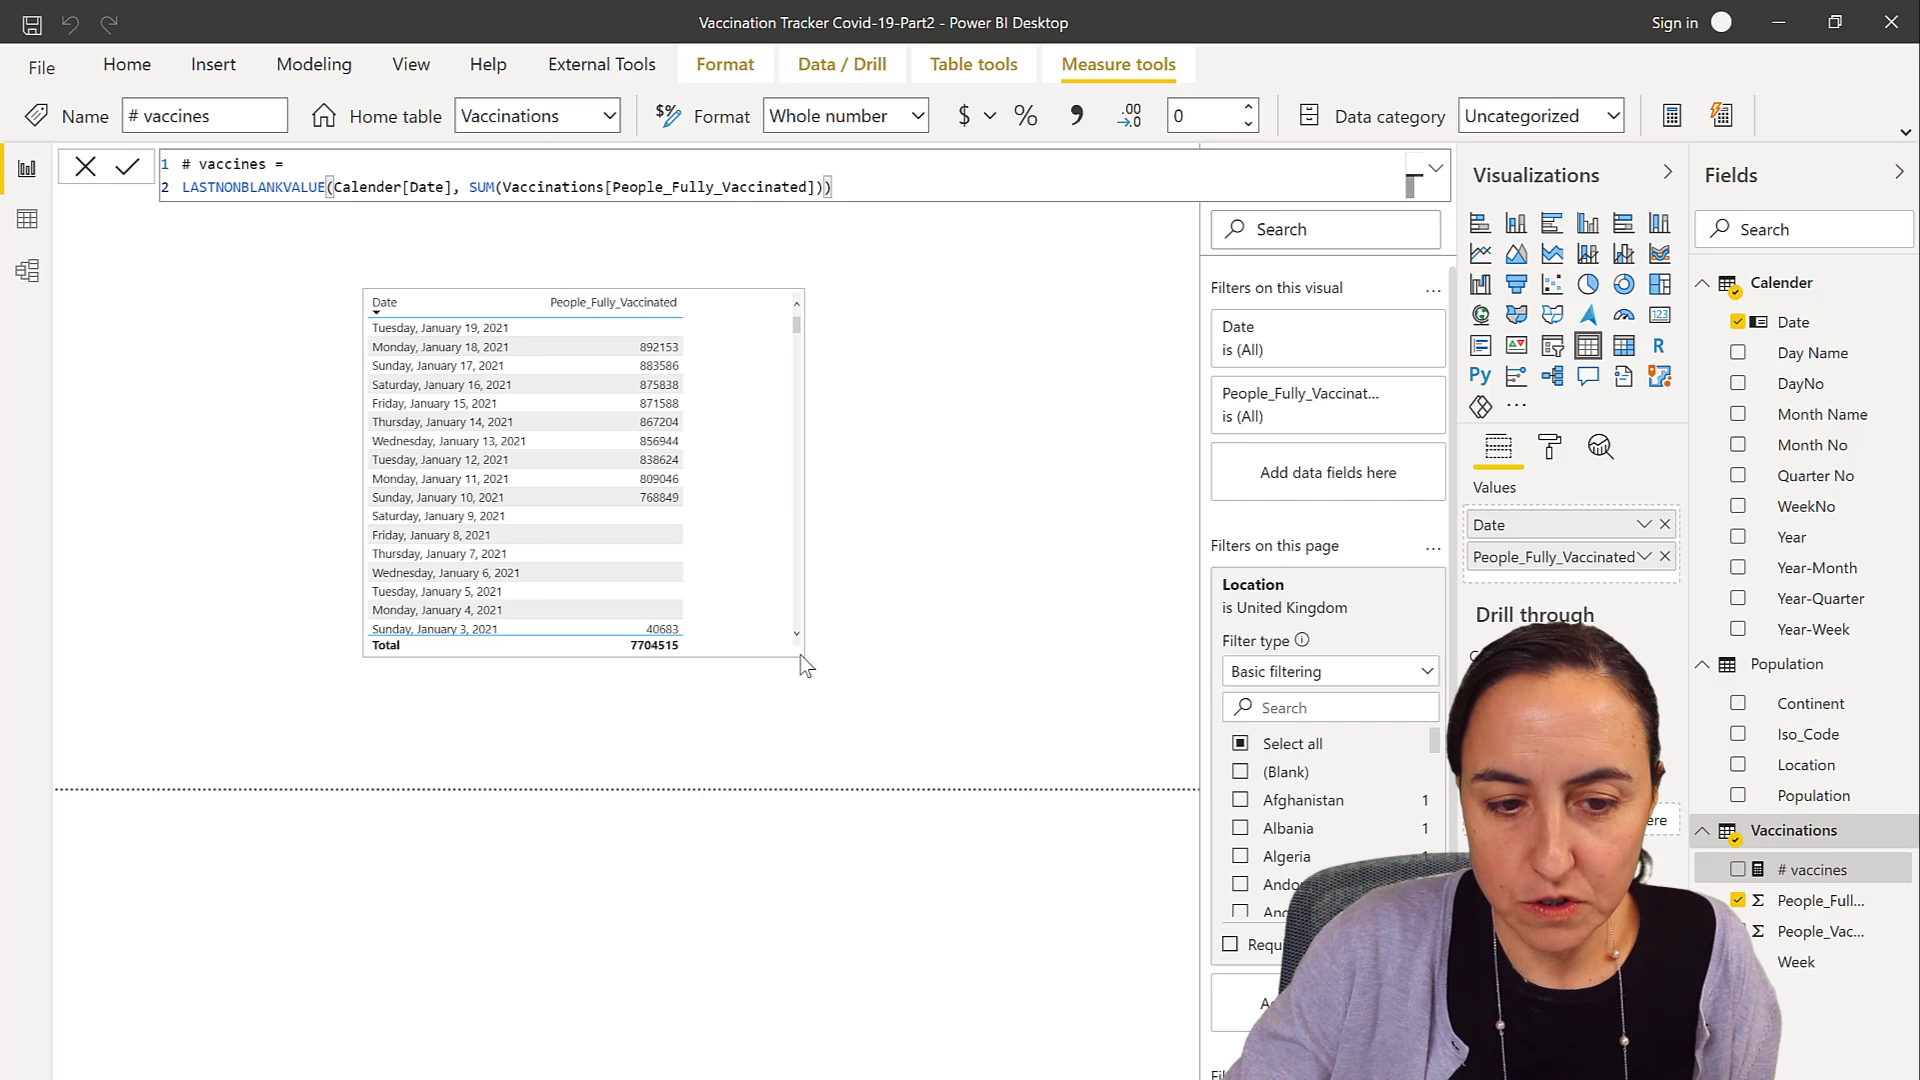 Vaccination Tracker Covid-19-Part2 - Power BI Desktop
Sign in
File Home Insert Modeling View Help External Tools Format Data / Drill Table tools Measure tools
Name # vaccines Home table Vaccinations Format Whole number $ % , .00 →.0 0 Data category Uncategorized
1 # vaccines =
2 LASTNONBLANKVALUE(Calender[Date], SUM(Vaccinations[People_Fully_Vaccinated]))
Date People_Fully_Vaccinated
Tuesday, January 19, 2021
Monday, January 18, 2021 892153
Sunday, January 17, 2021 883586
Saturday, January 16, 2021 875838
Friday, January 15, 2021 871588
Thursday, January 14, 2021 867204
Wednesday, January 13, 2021 856944
Tuesday, January 12, 2021 838624
Monday, January 11, 2021 809046
Sunday, January 10, 2021 768849
Saturday, January 9, 2021
Friday, January 8, 2021
Thursday, January 7, 2021
Wednesday, January 6, 2021
Tuesday, January 5, 2021
Monday, January 4, 2021
Sunday, January 3, 2021 40683
Total 7704515
Search
Filters on this visual ...
Date
is (All)
People_Fully_Vaccinat...
is (All)
Add data fields here
Filters on this page ...
Location
is United Kingdom
Filter type
Basic filtering
Search
Select all
(Blank)
Afghanistan 1
Albania 1
Algeria
Ando
Requi
Visualizations
123
R
Py
...
Values
Date
People_Fully_Vaccinated
Drill through
ere
Fields
Search
Calender
Date
Day Name
DayNo
Month Name
Month No
Quarter No
WeekNo
Year
Year-Month
Year-Quarter
Year-Week
Population
Continent
Iso_Code
Location
Population
Vaccinations
# vaccines
People_Full...
People_Vac...
Week